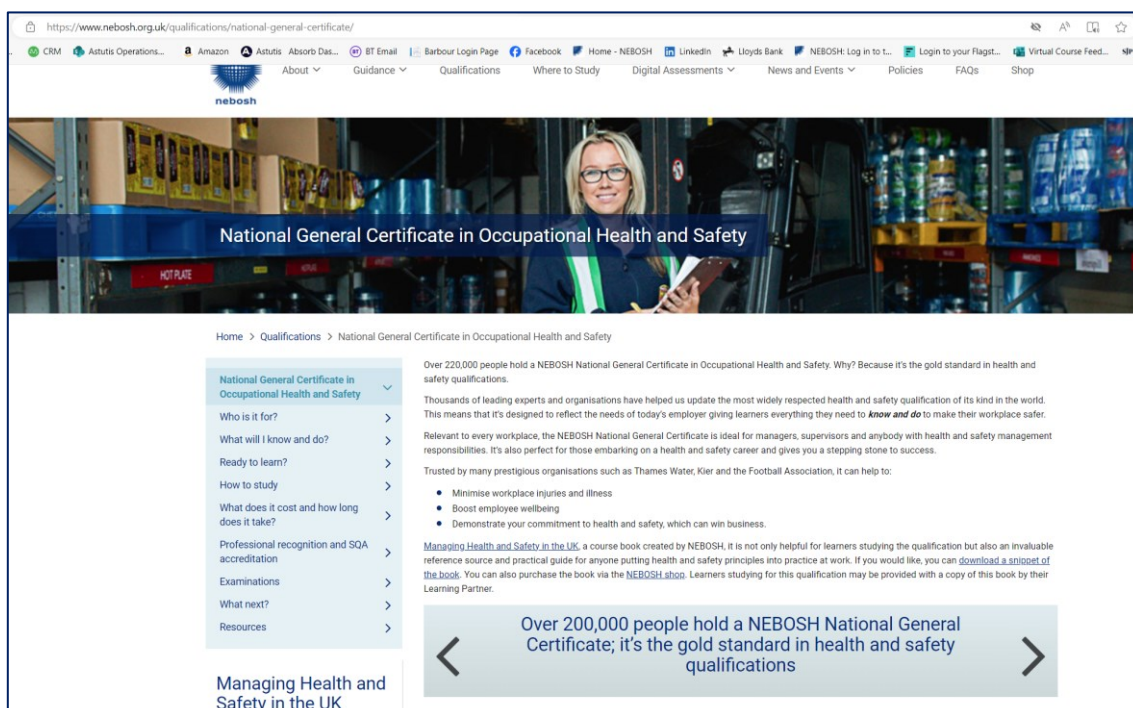 https://www.nebosh.org.uk/qualifications/national-general-certificate/
CRM Astutis Operations... Amazon Astutis Absorb Das... BT Email Barbour Login Page Facebook Home - NEBOSH LinkedIn Lloyds Bank NEBOSH: Log in to t... Login to your Flagst... Virtual Course Feed...
About Guidance Qualifications Where to Study Digital Assessments News and Events Policies FAQs Shop
nebosh
National General Certificate in Occupational Health and Safety
HOT PLATE
Home > Qualifications > National General Certificate in Occupational Health and Safety
National General Certificate in
Occupational Health and Safety
Who is it for?
What will I know and do?
Ready to learn?
How to study
What does it cost and how long
does it take?
Professional recognition and SQA
accreditation
Examinations
What next?
Resources
Managing Health and
Safety in the UK
Over 220,000 people hold a NEBOSH National General Certificate in Occupational Health and Safety. Why? Because it's the gold standard in health and
safety qualifications.
Thousands of leading experts and organisations have helped us update the most widely respected health and safety qualification of its kind in the world.
This means that it's designed to reflect the needs of today's employer giving learners everything they need to know and do to make their workplace safer.
Relevant to every workplace, the NEBOSH National General Certificate is ideal for managers, supervisors and anybody with health and safety management
responsibilities. It's also perfect for those embarking on a health and safety career and gives you a stepping stone to success.
Trusted by many prestigious organisations such as Thames Water, Kier and the Football Association, it can help to:
• Minimise workplace injuries and illness
• Boost employee wellbeing
• Demonstrate your commitment to health and safety, which can win business.
Managing Health and Safety in the UK, a course book created by NEBOSH, it is not only helpful for learners studying the qualification but also an invaluable
reference source and practical guide for anyone putting health and safety principles into practice at work. If you would like, you can download a snippet of
the book. You can also purchase the book via the NEBOSH shop. Learners studying for this qualification may be provided with a copy of this book by their
Learning Partner.
Over 200,000 people hold a NEBOSH National General
Certificate; it's the gold standard in health and safety
qualifications